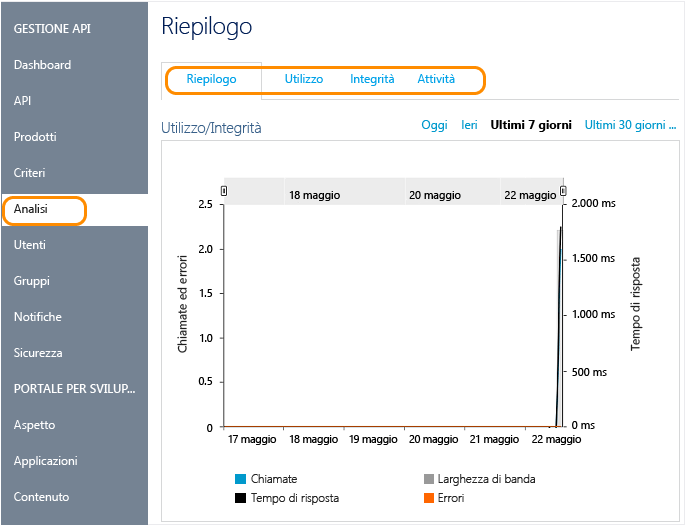 GESTIONE API
Dashboard
API
Prodotti
Criteri
Analisi
Utenti
Gruppi
Notifiche
Sicurezza
PORTALE PER SVILUP...
Aspetto
Applicazioni
Contenuto
Riepilogo
Riepilogo Utilizzo Integrità Attività
Utilizzo/Integrità
Oggi Ieri Ultimi 7 giorni Ultimi 30 giorni ...
18 maggio 20 maggio 22 maggio
Chiamate ed errori
2.5
2.0
1.5
1.0
0.5
0
2.000 ms
1.500 ms
1.000 ms
500 ms
0 ms
Tempo di risposta
17 maggio 18 maggio 19 maggio 20 maggio 21 maggio 22 maggio
Chiamate Larghezza di banda
Tempo di risposta Errori